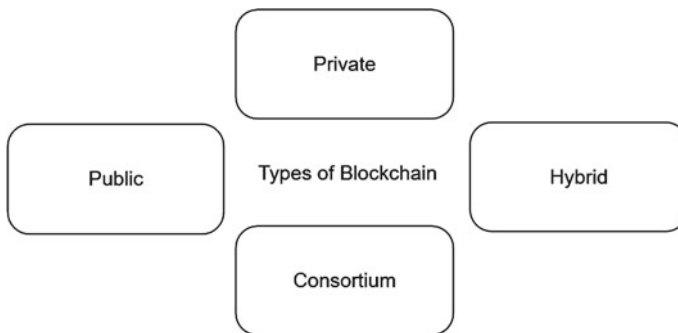 Private
Public
Types of Blockchain
Hybrid
Consortium